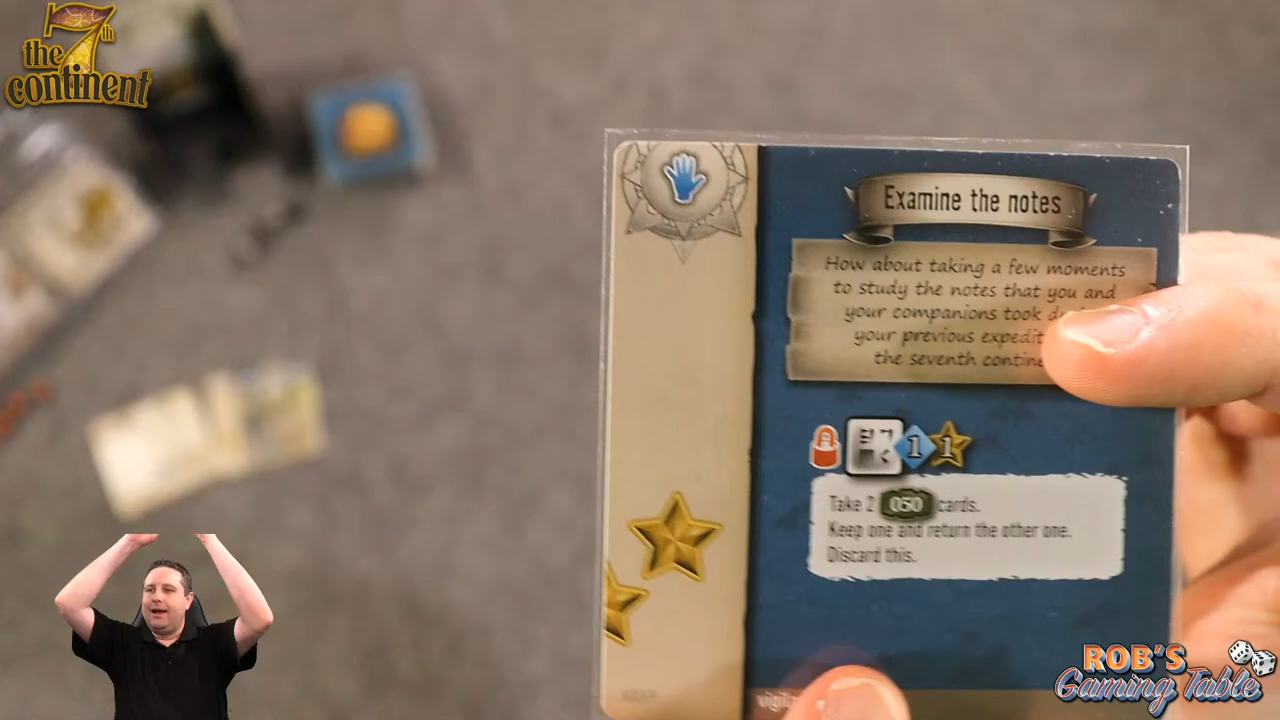 the 7th
continent
Examine the notes
How about taking a few moments
to study the notes that you and
your companions took
your previous
the seventh
1 1
Take 2 050 cards.
Keep one and return the other one.
Discard this.
ROB'S
Gaming Table